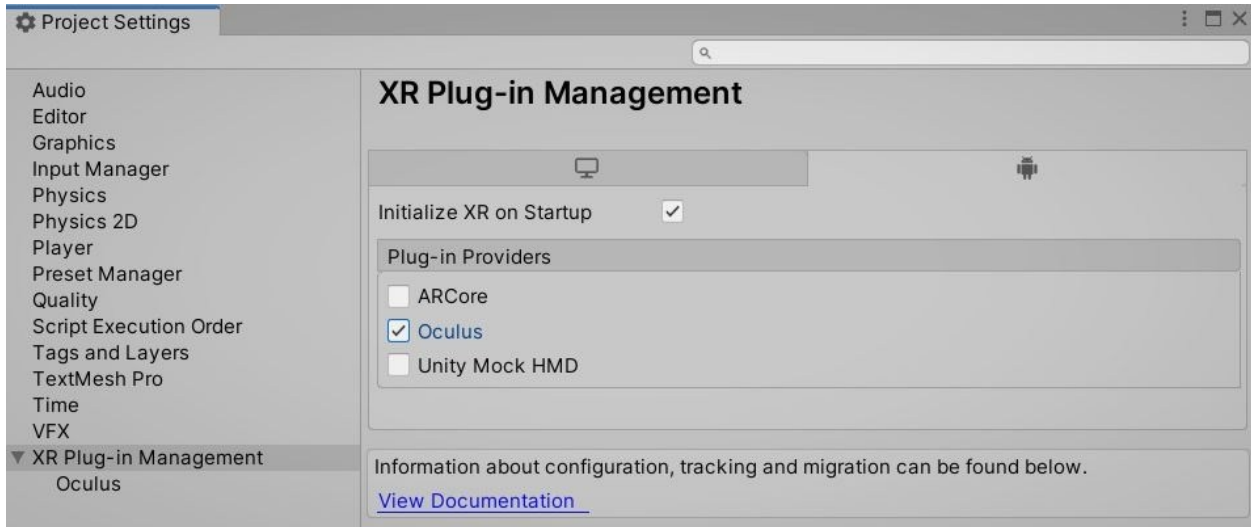 Project Settings
Audio
Editor
Graphics
Input Manager
Physics
Physics 2D
Player
Preset Manager
Quality
Script Execution Order
Tags and Layers
TextMesh Pro
Time
VFX
XR Plug-in Management
Oculus
XR Plug-in Management
Initialize XR on Startup
Plug-in Providers
ARCore
Oculus
Unity Mock HMD
Information about configuration, tracking and migration can be found below.
View Documentation